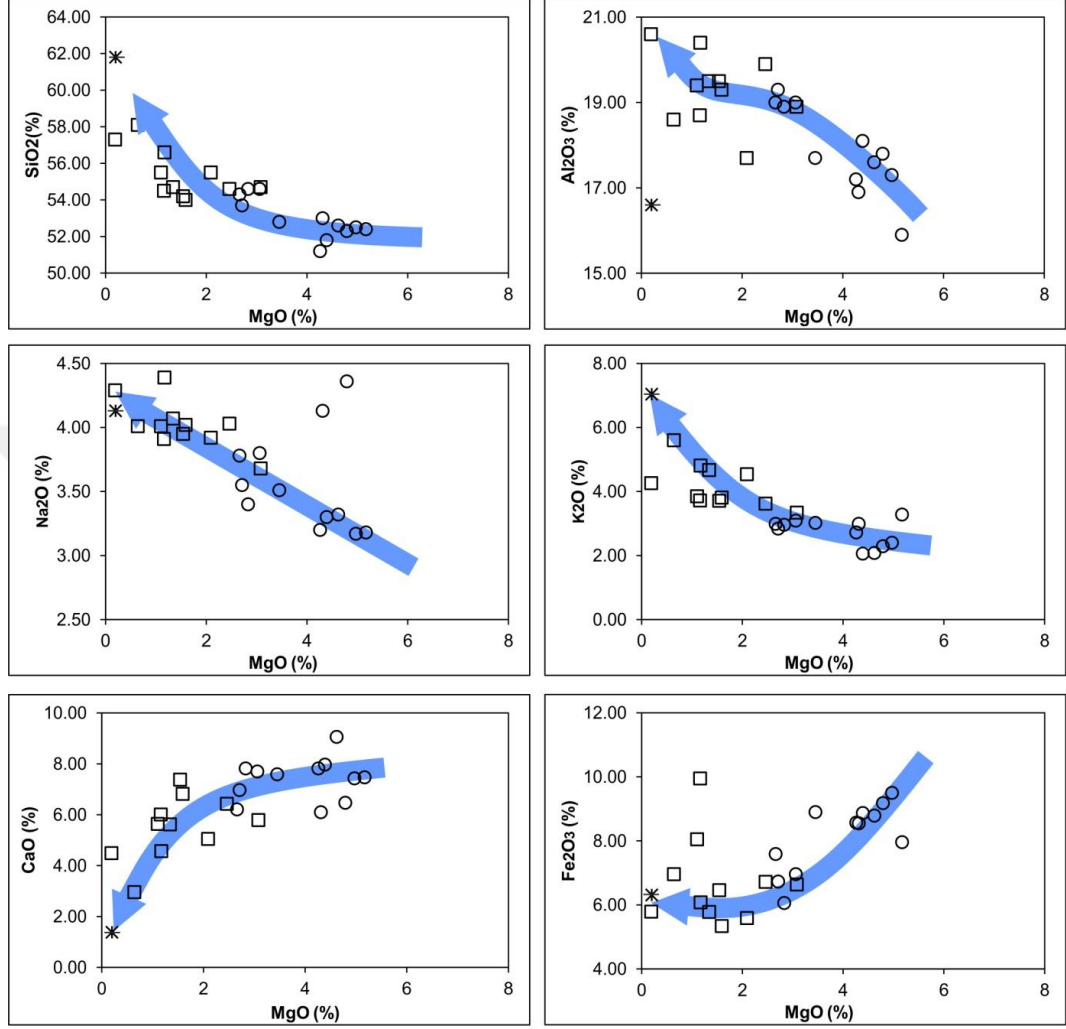 64.00
62.00
60.00
58.00
56.00
54.00
52.00
50.00
SiO2(%)
0 2 4 6 8
MgO (%)
21.00
19.00
17.00
15.00
Al2O3 (%)
0 2 4 6 8
MgO (%)
4.50
4.00
3.50
3.00
2.50
Na2O (%)
0 2 4 6 8
MgO (%)
8.00
6.00
4.00
2.00
0.00
K2O (%)
0 2 4 6 8
MgO (%)
10.00
8.00
6.00
4.00
2.00
0.00
CaO (%)
0 2 4 6 8
MgO (%)
12.00
10.00
8.00
6.00
4.00
Fe2O3 (%)
0 2 4 6 8
MgO (%)